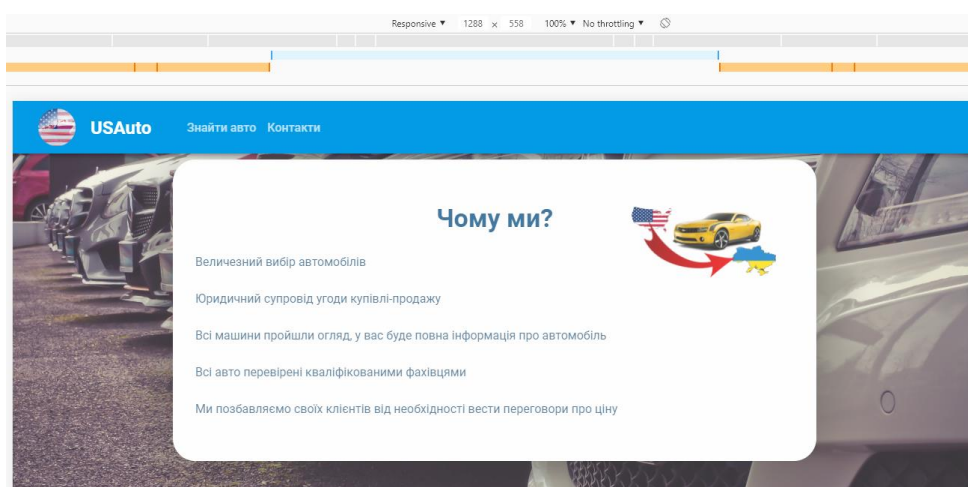 Responsive ▼ 1288 x 558 100% ▼ No throttling ▼
USAuto Знайти авто Контакти
Чому ми?
Величезний вибір автомобілів
Юридичний супровід угоди купівлі-продажу
Всі машини пройшли огляд, у вас буде повна інформація про автомобіль
Всі авто перевірені кваліфікованими фахівцями
Ми позбавляємо своїх клієнтів від необхідності вести переговори про ціну